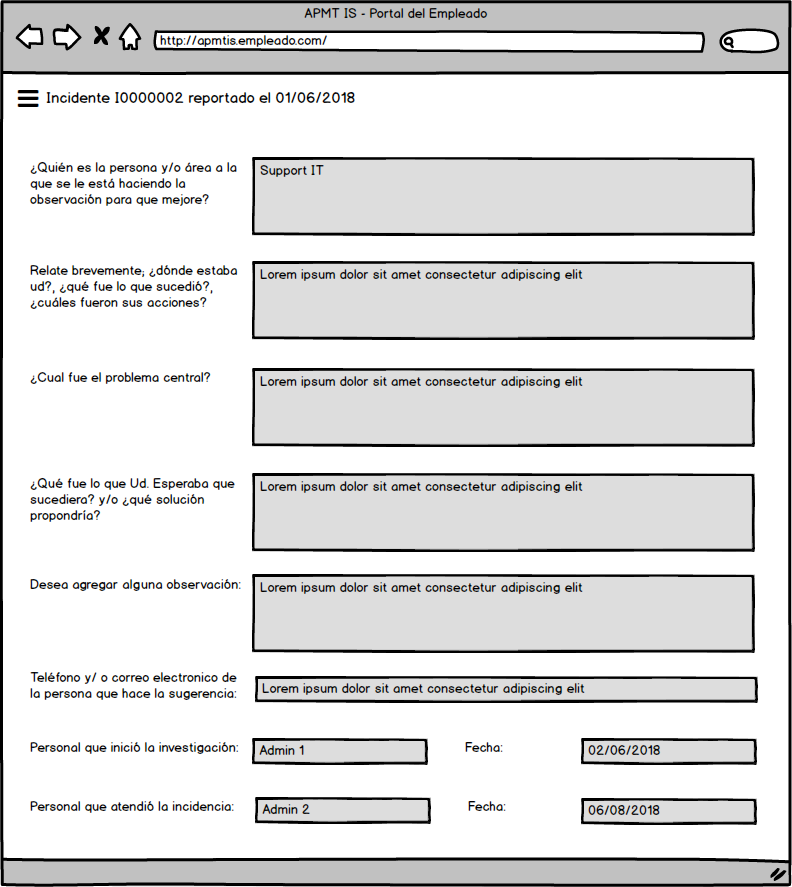 APMT IS - Portal del Empleado
http://apmtis.empleado.com/
Incidente I0000002 reportado el 01/06/2018
¿Quién es la persona y/o área a la
que se le está haciendo la
observación para que mejore?
Support IT
Relate brevemente; ¿dónde estaba
ud?, ¿qué fue lo que sucedió?,
¿cuáles fueron sus acciones?
Lorem ipsum dolor sit amet consectetur adipiscing elit
¿Cual fue el problema central?
Lorem ipsum dolor sit amet consectetur adipiscing elit
¿Qué fue lo que Ud. Esperaba que
sucediera? y/o ¿qué solución
propondría?
Lorem ipsum dolor sit amet consectetur adipiscing elit
Desea agregar alguna observación:
Lorem ipsum dolor sit amet consectetur adipiscing elit
Teléfono y/ o correo electronico de
la persona que hace la sugerencia:
Lorem ipsum dolor sit amet consectetur adipiscing elit
Personal que inició la investigación:
Admin 1
Fecha:
02/06/2018
Personal que atendió la incidencia:
Admin 2
Fecha:
06/08/2018